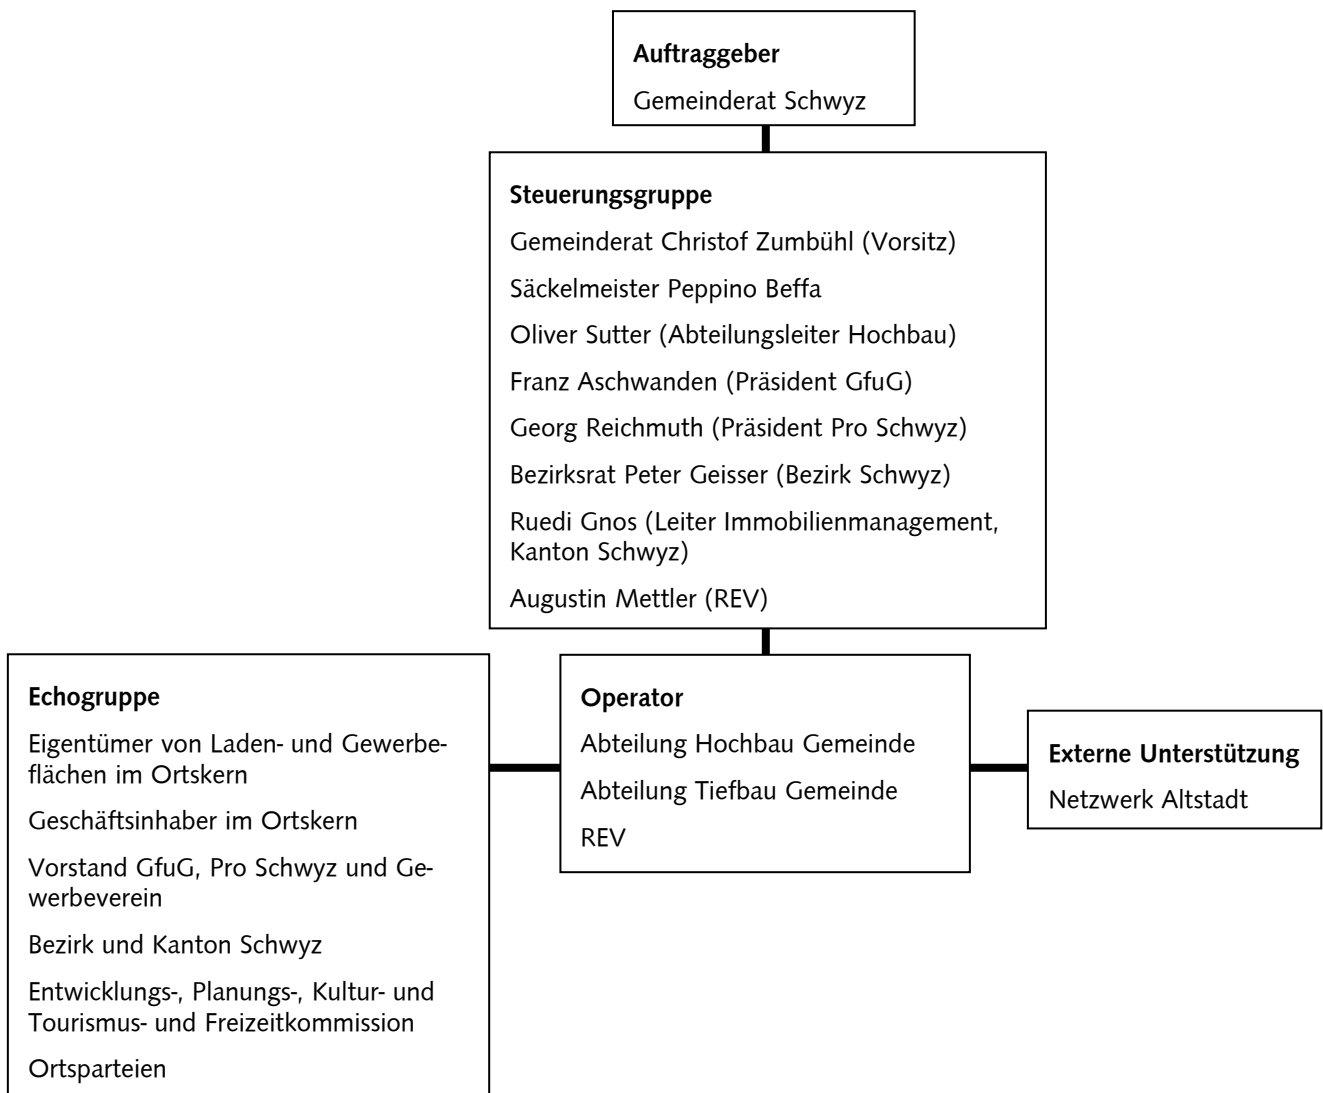 Auftraggeber
Gemeinderat Schwyz
Steuerungsgruppe
Gemeinderat Christof Zumbühl (Vorsitz)
Säckelmeister Peppino Beffa
Oliver Sutter (Abteilungsleiter Hochbau)
Franz Aschwanden (Präsident GfuG)
Georg Reichmuth (Präsident Pro Schwyz)
Bezirksrat Peter Geisser (Bezirk Schwyz)
Ruedi Gnos (Leiter Immobilienmanagement,
Kanton Schwyz)
Augustin Mettler (REV)
Echogruppe
Eigentümer von Laden- und Gewerbe-
flächen im Ortskern
Geschäftsinhaber im Ortskern
Vorstand GfuG, Pro Schwyz und Ge-
werbeverein
Bezirk und Kanton Schwyz
Entwicklungs-, Planungs-, Kultur- und
Tourismus- und Freizeitkommission
Ortsparteien
Operator
Abteilung Hochbau Gemeinde
Abteilung Tiefbau Gemeinde
REV
Externe Unterstützung
Netzwerk Altstadt